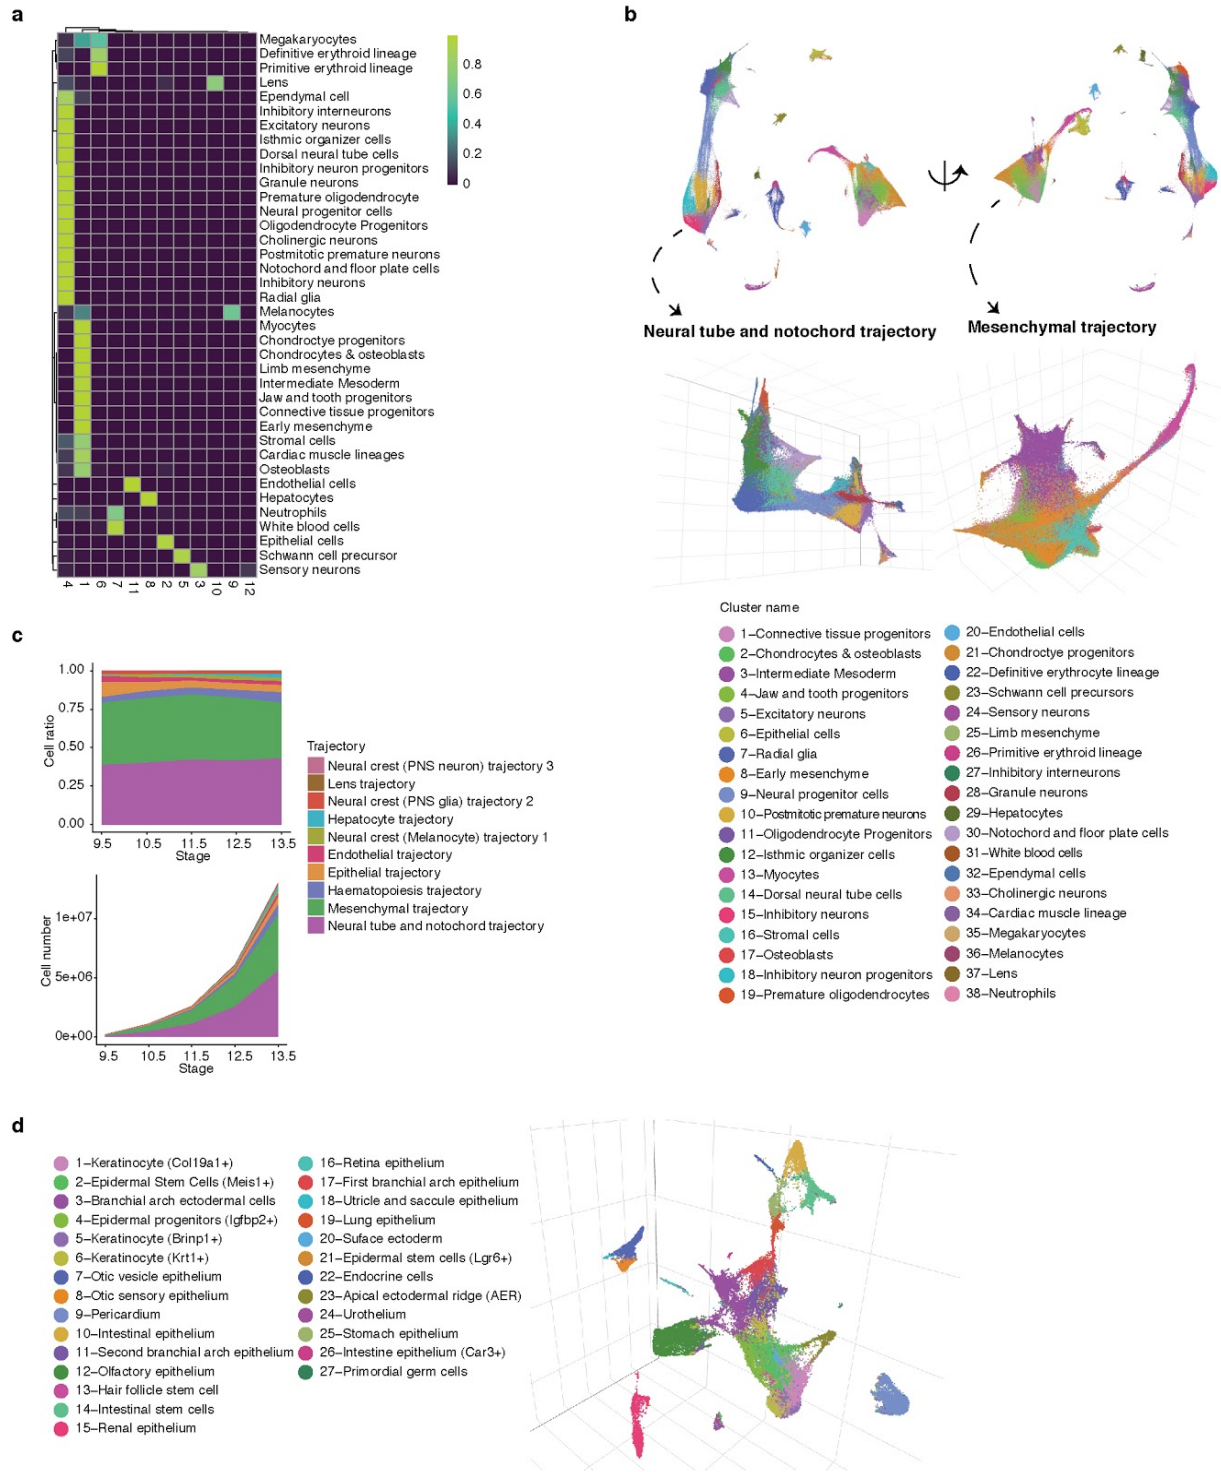 a
Megakaryocytes
Definitive erythroid lineage
Primitive erythroid lineage
Lens
Ependymal cell
Inhibitory interneurons
Excitatory neurons
Isthmic organizer cells
Dorsal neural tube cells
Inhibitory neuron progenitors
Granule neurons
Premature oligodendrocyte
Neural progenitor cells
Oligodendrocyte Progenitors
Cholinergic neurons
Postmitotic premature neurons
Notochord and floor plate cells
Inhibitory neurons
Radial glia
Melanocytes
Myocytes
Chondroctye progenitors
Chondrocytes & osteoblasts
Limb mesenchyme
Intermediate Mesoderm
Jaw and tooth progenitors
Connective tissue progenitors
Early mesenchyme
Stromal cells
Cardiac muscle lineages
Osteoblasts
Endothelial cells
Hepatocytes
Neutrophils
White blood cells
Epithelial cells
Schwann cell precursor
Sensory neurons
4 1 6 7 11 8 2 5 3 10 9 12
0.8
0.6
0.4
0.2
0
b
Neural tube and notochord trajectory
Mesenchymal trajectory
Cluster name
1–Connective tissue progenitors
2–Chondrocytes & osteoblasts
3–Intermediate Mesoderm
4–Jaw and tooth progenitors
5–Excitatory neurons
6–Epithelial cells
7–Radial glia
8–Early mesenchyme
9–Neural progenitor cells
10–Postmitotic premature neurons
11–Oligodendrocyte Progenitors
12–Isthmic organizer cells
13–Myocytes
14–Dorsal neural tube cells
15–Inhibitory neurons
16–Stromal cells
17–Osteoblasts
18–Inhibitory neuron progenitors
19–Premature oligodendrocytes
20–Endothelial cells
21–Chondroctye progenitors
22–Definitive erythrocyte lineage
23–Schwann cell precursors
24–Sensory neurons
25–Limb mesenchyme
26–Primitive erythroid lineage
27–Inhibitory interneurons
28–Granule neurons
29–Hepatocytes
30–Notochord and floor plate cells
31–White blood cells
32–Ependymal cells
33–Cholinergic neurons
34–Cardiac muscle lineage
35–Megakaryocytes
36–Melanocytes
37–Lens
38–Neutrophils
c
Cell ratio
1.00
0.75
0.50
0.25
0.00
9.5 10.5 11.5 12.5 13.5
Stage
Cell number
1e+07
5e+06
0e+00
9.5 10.5 11.5 12.5 13.5
Stage
Trajectory
Neural crest (PNS neuron) trajectory 3
Lens trajectory
Neural crest (PNS glia) trajectory 2
Hepatocyte trajectory
Neural crest (Melanocyte) trajectory 1
Endothelial trajectory
Epithelial trajectory
Haematopoiesis trajectory
Mesenchymal trajectory
Neural tube and notochord trajectory
d
1–Keratinocyte (Col19a1+)
2–Epidermal Stem Cells (Meis1+)
3–Branchial arch ectodermal cells
4–Epidermal progenitors (Igfbp2+)
5–Keratinocyte (Brinp1+)
6–Keratinocyte (Krt1+)
7–Otic vesicle epithelium
8–Otic sensory epithelium
9–Pericardium
10–Intestinal epithelium
11–Second branchial arch epithelium
12–Olfactory epithelium
13–Hair follicle stem cell
14–Intestinal stem cells
15–Renal epithelium
16–Retina epithelium
17–First branchial arch epithelium
18–Utricle and saccule epithelium
19–Lung epithelium
20–Suface ectoderm
21–Epidermal stem cells (Lgr6+)
22–Endocrine cells
23–Apical ectodermal ridge (AER)
24–Urothelium
25–Stomach epithelium
26–Intestine epithelium (Car3+)
27–Primordial germ cells